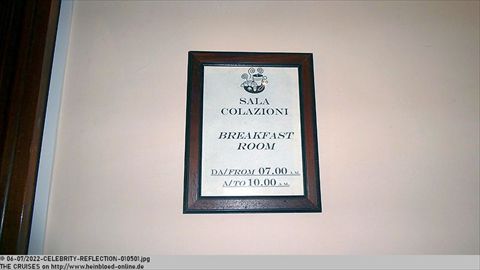 SALA
COLAZIONI
BREAKFAST
ROOM
DA/FROM 07.00 A.M.
A/TO 10.00 A.M.
© 06-07/2022-CELEBRITY-REFLECTION-010501.jpg
THE CRUISES on http://www.heinbloed-online.de